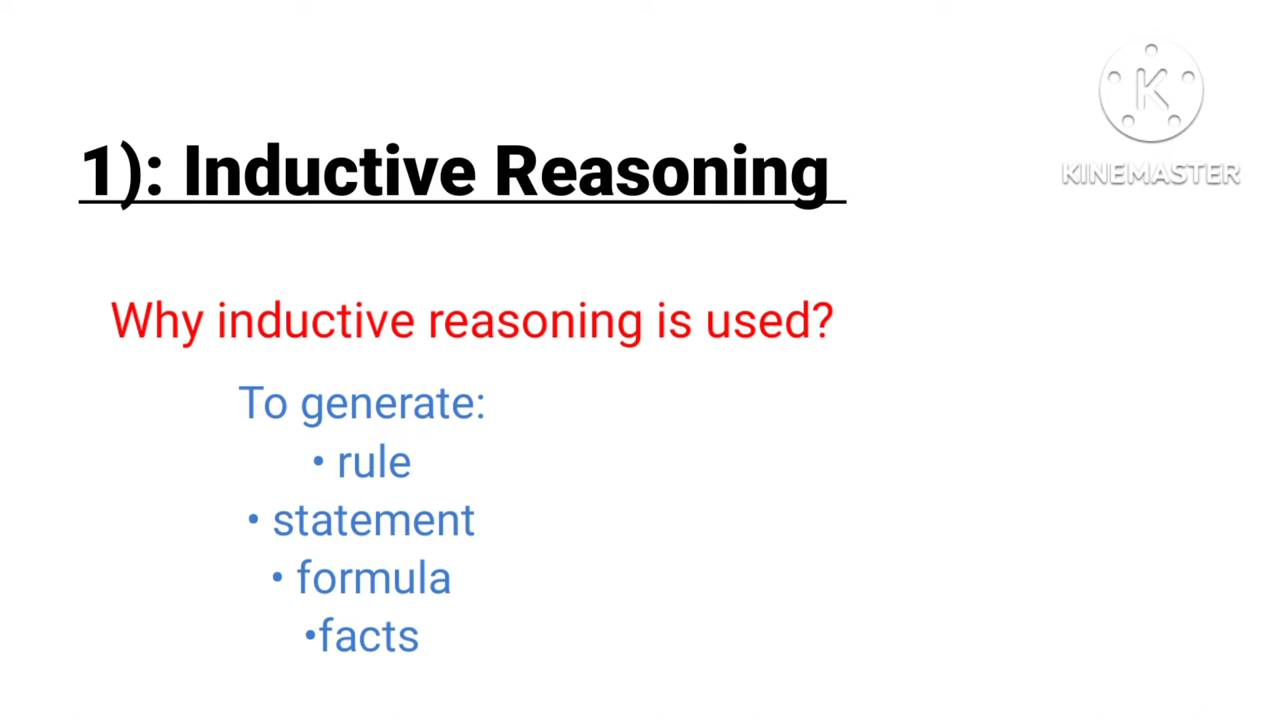 K
KINEMASTER
1): Inductive Reasoning
Why inductive reasoning is used?
To generate:
• rule
• statement
• formula
•facts